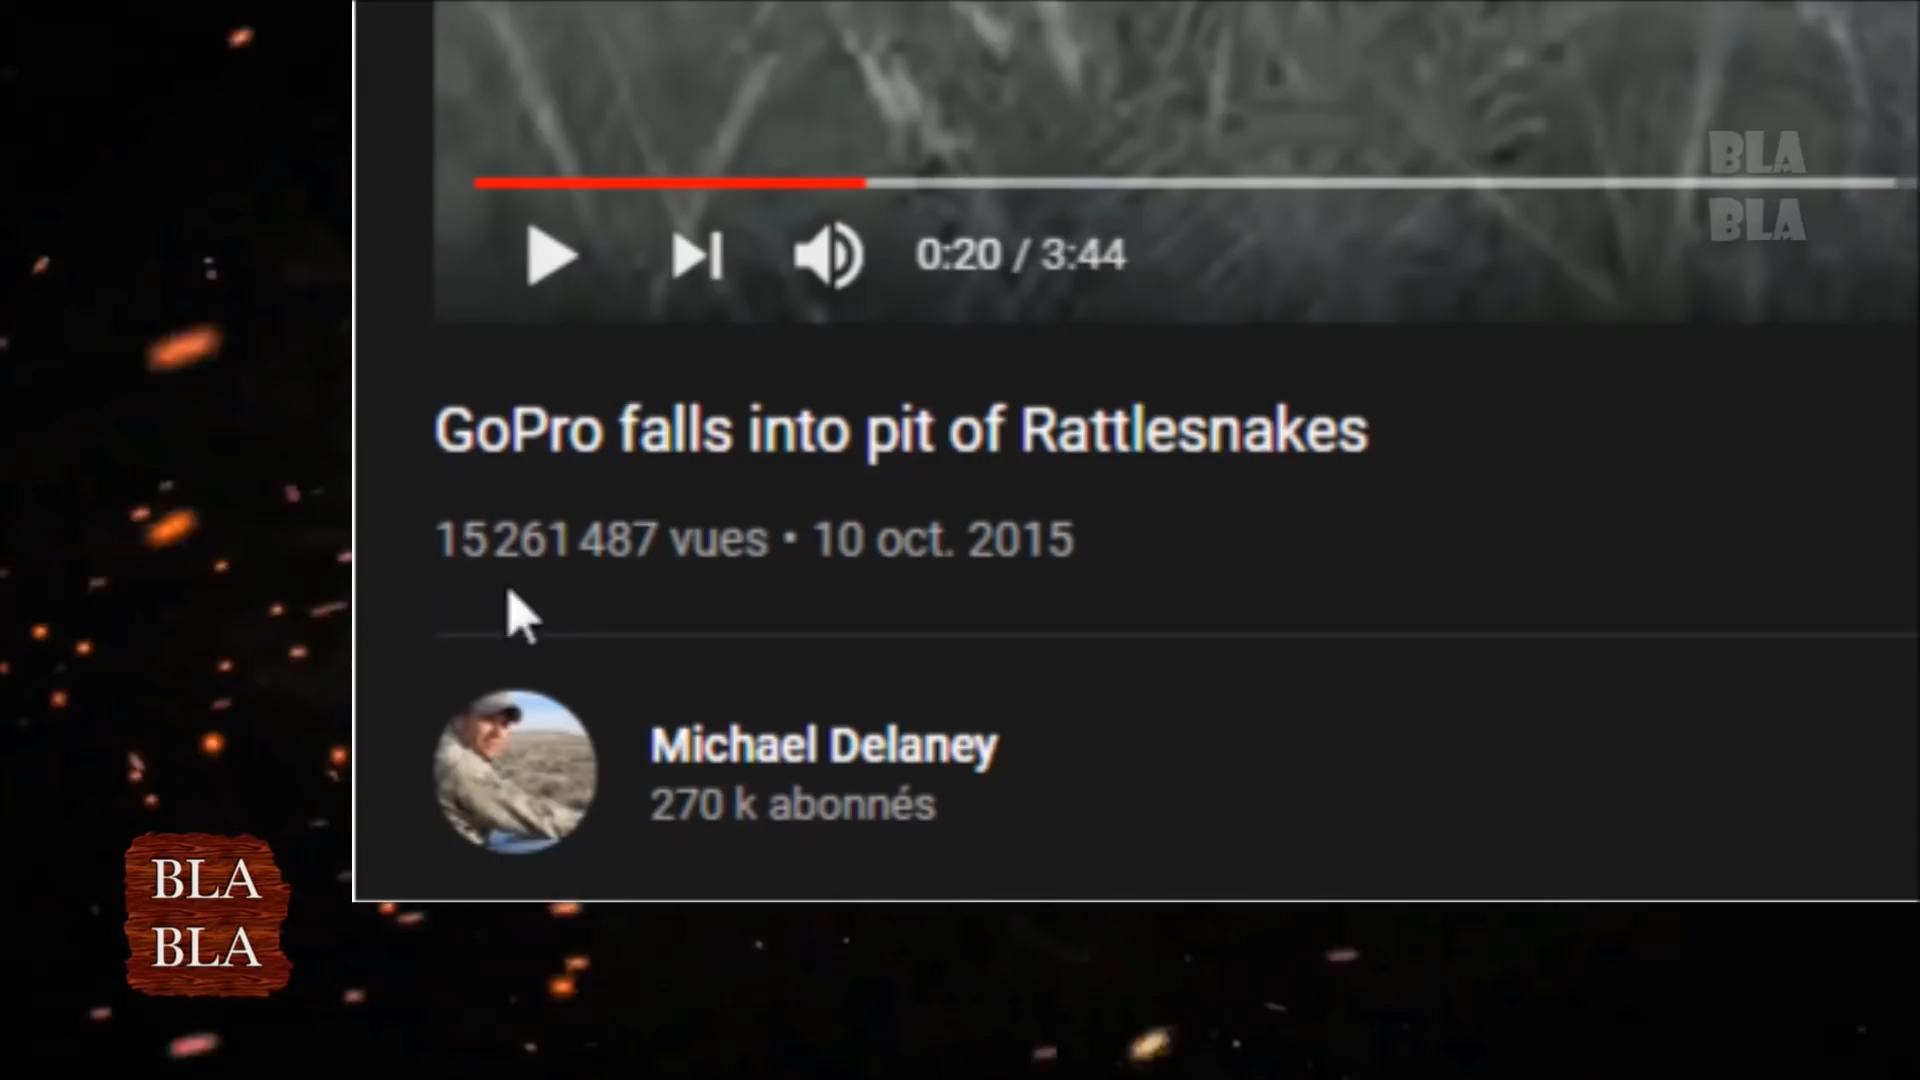 BLA
BLA
0:20 / 3:44
GoPro falls into pit of Rattlesnakes
15 261 487 vues • 10 oct. 2015
Michael Delaney
270 k abonnés
BLA
BLA